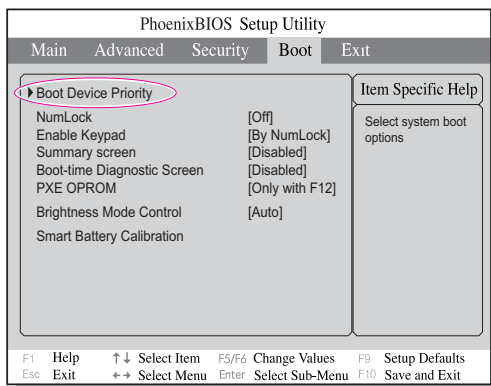 PhoenixBIOS Setup Utility
Main Advanced Security Boot Exit
Boot Device Priority
NumLock [Off]
Enable Keypad [By NumLock]
Summary screen [Disabled]
Boot-time Diagnostic Screen [Disabled]
PXE OPROM [Only with F12]
Brightness Mode Control [Auto]
Smart Battery Calibration
Item Specific Help
Select system boot
options
F1 Help ↑↓ Select Item F5/F6 Change Values F9 Setup Defaults
Esc Exit ←→ Select Menu Enter Select Sub-Menu F10 Save and Exit